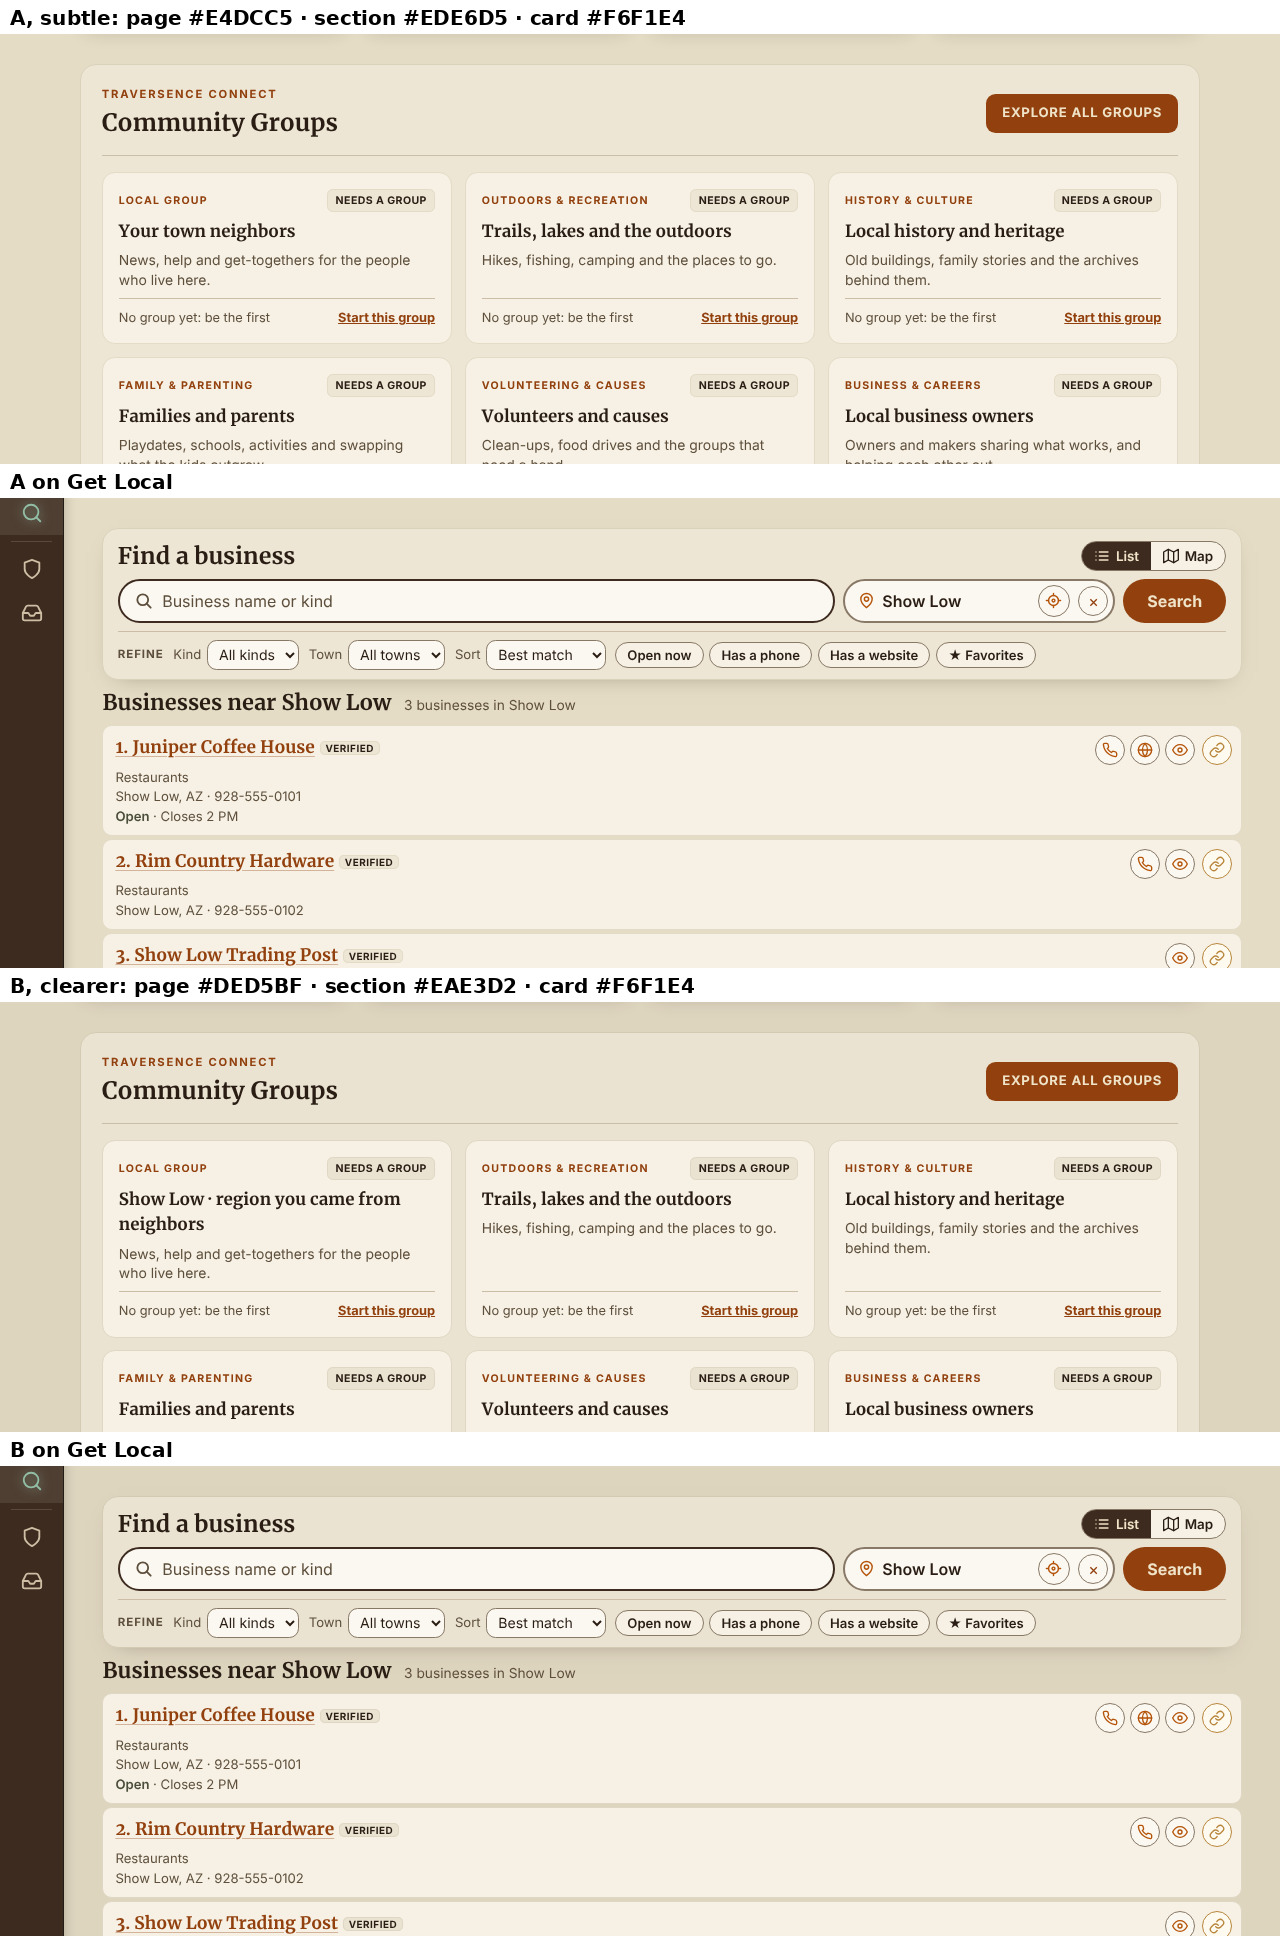 A, subtle: page #E4DCC5 · section #EDE6D5 · card #F6F1E4
TRAVERSENCE CONNECT
Community Groups
EXPLORE ALL GROUPS
LOCAL GROUP
NEEDS A GROUP
Your town neighbors
News, help and get-togethers for the people
who live here.
No group yet: be the first
Start this group
OUTDOORS & RECREATION
NEEDS A GROUP
Trails, lakes and the outdoors
Hikes, fishing, camping and the places to go.
No group yet: be the first
Start this group
HISTORY & CULTURE
NEEDS A GROUP
Local history and heritage
Old buildings, family stories and the archives
behind them.
No group yet: be the first
Start this group
FAMILY & PARENTING
NEEDS A GROUP
Families and parents
Playdates, schools, activities and swapping
what the kids outgrow.
VOLUNTEERING & CAUSES
NEEDS A GROUP
Volunteers and causes
Clean-ups, food drives and the groups that
need a hand.
BUSINESS & CAREERS
NEEDS A GROUP
Local business owners
Owners and makers sharing what works, and
helping each other out.
A on Get Local
Find a business
List
Map
Business name or kind
Show Low
×
Search
REFINE Kind All kinds Town All towns Sort Best match Open now Has a phone Has a website ★ Favorites
Businesses near Show Low 3 businesses in Show Low
1. Juniper Coffee House VERIFIED
Restaurants
Show Low, AZ · 928-555-0101
Open · Closes 2 PM
2. Rim Country Hardware VERIFIED
Restaurants
Show Low, AZ · 928-555-0102
3. Show Low Trading Post VERIFIED
B, clearer: page #DED5BF · section #EAE3D2 · card #F6F1E4
TRAVERSENCE CONNECT
Community Groups
EXPLORE ALL GROUPS
LOCAL GROUP
NEEDS A GROUP
Show Low · region you came from
neighbors
News, help and get-togethers for the people
who live here.
No group yet: be the first
Start this group
OUTDOORS & RECREATION
NEEDS A GROUP
Trails, lakes and the outdoors
Hikes, fishing, camping and the places to go.
No group yet: be the first
Start this group
HISTORY & CULTURE
NEEDS A GROUP
Local history and heritage
Old buildings, family stories and the archives
behind them.
No group yet: be the first
Start this group
FAMILY & PARENTING
NEEDS A GROUP
Families and parents
VOLUNTEERING & CAUSES
NEEDS A GROUP
Volunteers and causes
BUSINESS & CAREERS
NEEDS A GROUP
Local business owners
B on Get Local
Find a business
List
Map
Business name or kind
Show Low
×
Search
REFINE Kind All kinds Town All towns Sort Best match Open now Has a phone Has a website ★ Favorites
Businesses near Show Low 3 businesses in Show Low
1. Juniper Coffee House VERIFIED
Restaurants
Show Low, AZ · 928-555-0101
Open · Closes 2 PM
2. Rim Country Hardware VERIFIED
Restaurants
Show Low, AZ · 928-555-0102
3. Show Low Trading Post VERIFIED